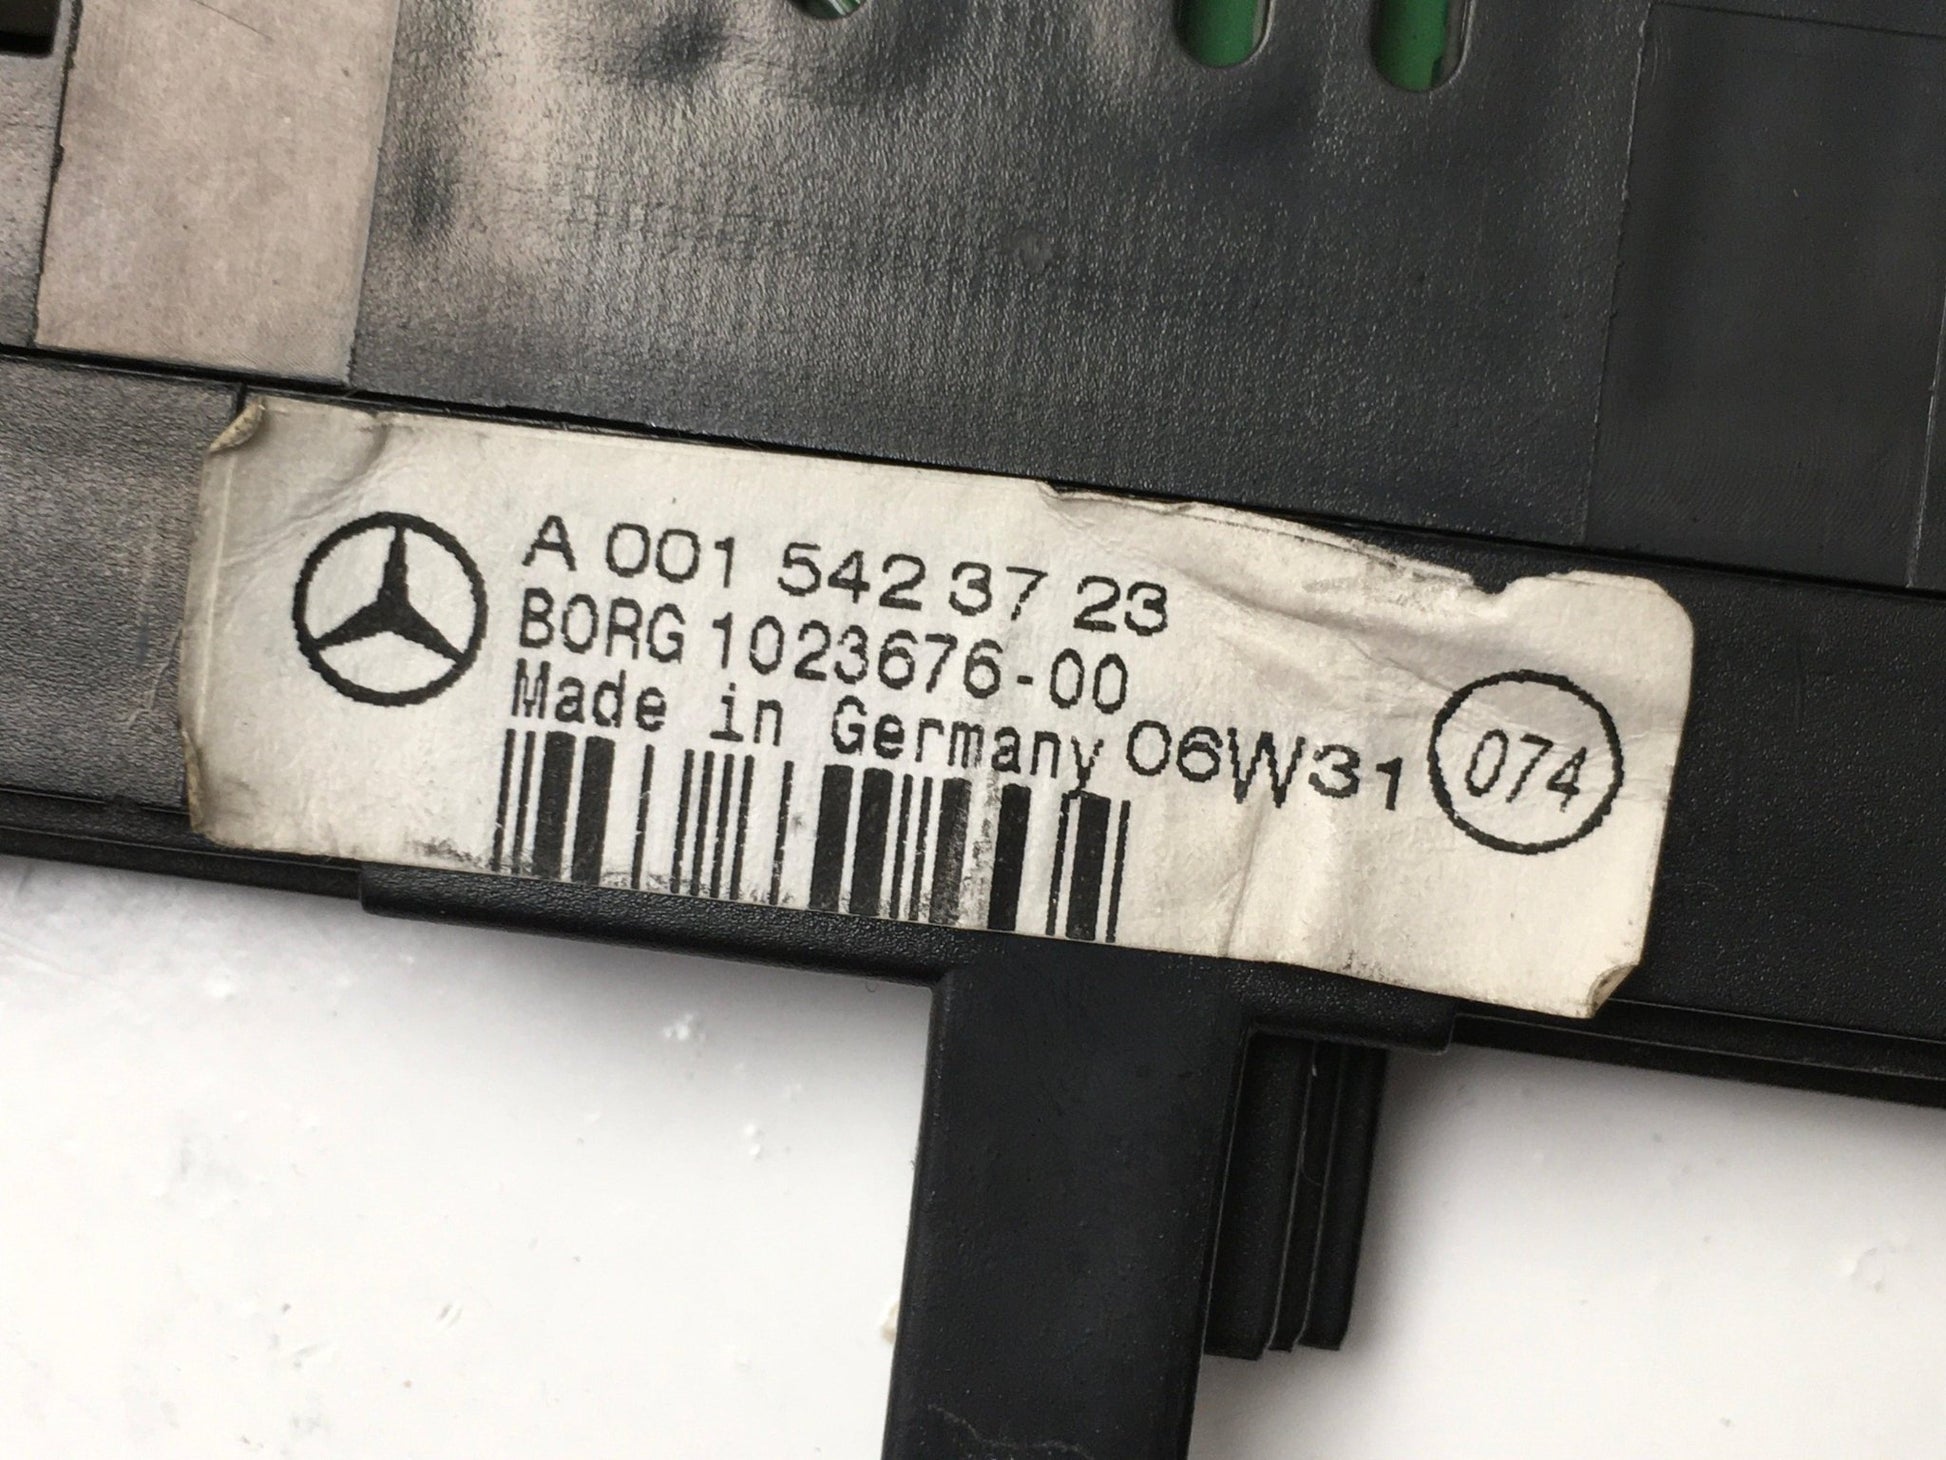 A 001 542 37 23
BORG 1023676-00
Made in Germany 06W31 074